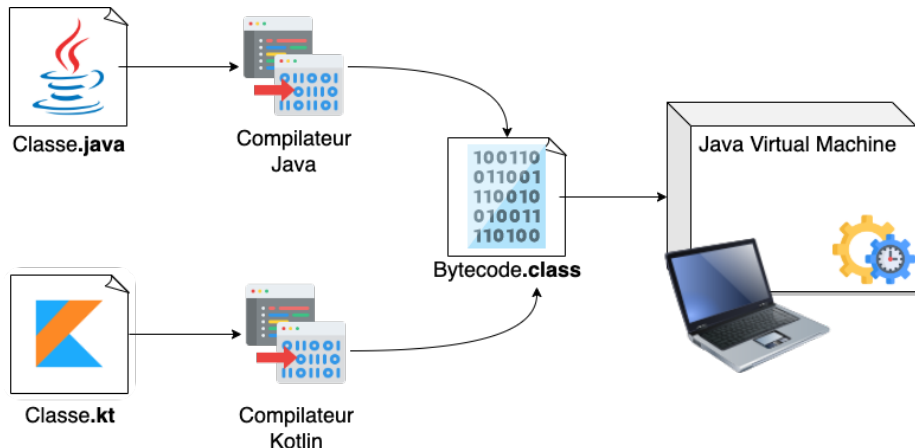 Classe.java
Compilateur
Java
100110
011001
110010
010011
110100
Bytecode.class
Java Virtual Machine
Classe.kt
Compilateur
Kotlin